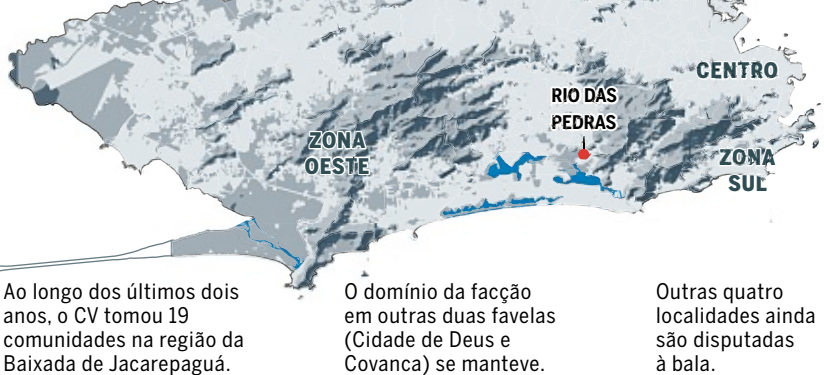 CENTRO
RIO DAS
PEDRAS
ZONA
OESTE
ZONA
SUL
Ao longo dos últimos dois
anos, o CV tomou 19
comunidades na região da
Baixada de Jacarepaguá.
O domínio da facção
em outras duas favelas
(Cidade de Deus e
Covanca) se manteve.
Outras quatro
localidades ainda
são disputadas
à bala.